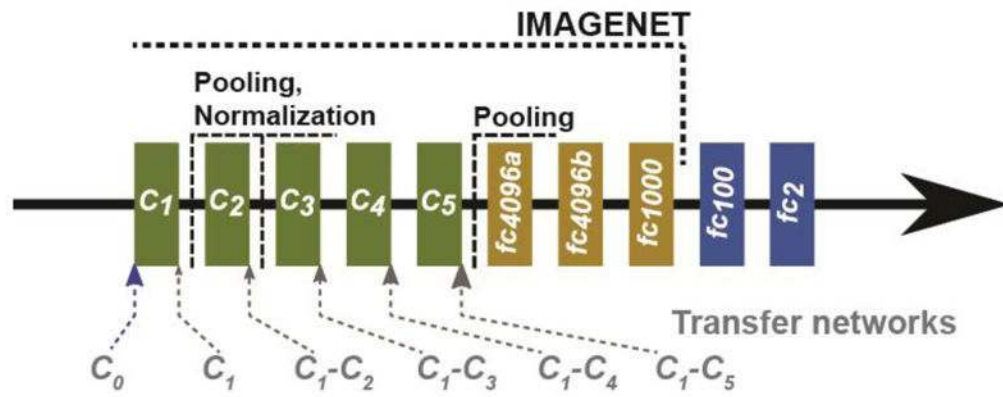 IMAGENET
Pooling,
Normalization
Pooling
C1 C2 C3 C4 C5 fc4096a fc4096b fc1000 fc100 fc2
Transfer networks
C0 C1 C1-C2 C1-C3 C1-C4 C1-C5